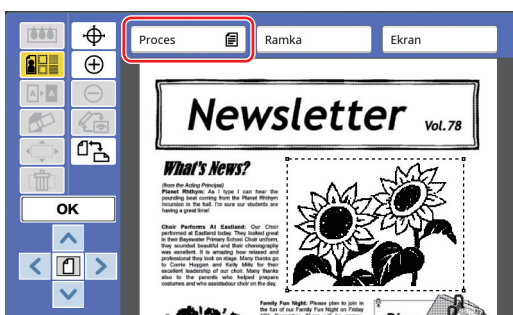 Proces
Ramka
Ekran
A A
OK
Newsletter Vol. 78
What's News?
(from the Acting Principal)
Planet Rhthym: As I type I can hear the
pounding beat coming from the Planet Rhthym
incursion in the hall. I'm sure our students are
having a great time!
Choir Performs At Eastland: Our Choir
performed at Eastland today. They looked great
in their Bayswater Primary School Choir uniform,
they sounded beautiful and their choreography
was excellent. It is amazing how relaxed and
professional they look on stage. Many thanks go
to Corrie Huygen and Kelly Mills for their
excellent leadership of our choir. Many thanks
also to the parents who helped prepare
costumes and who assistedour choir on the day.
Family Fun Night: Please plan to join in
the fun of our Family Fun Night on Friday